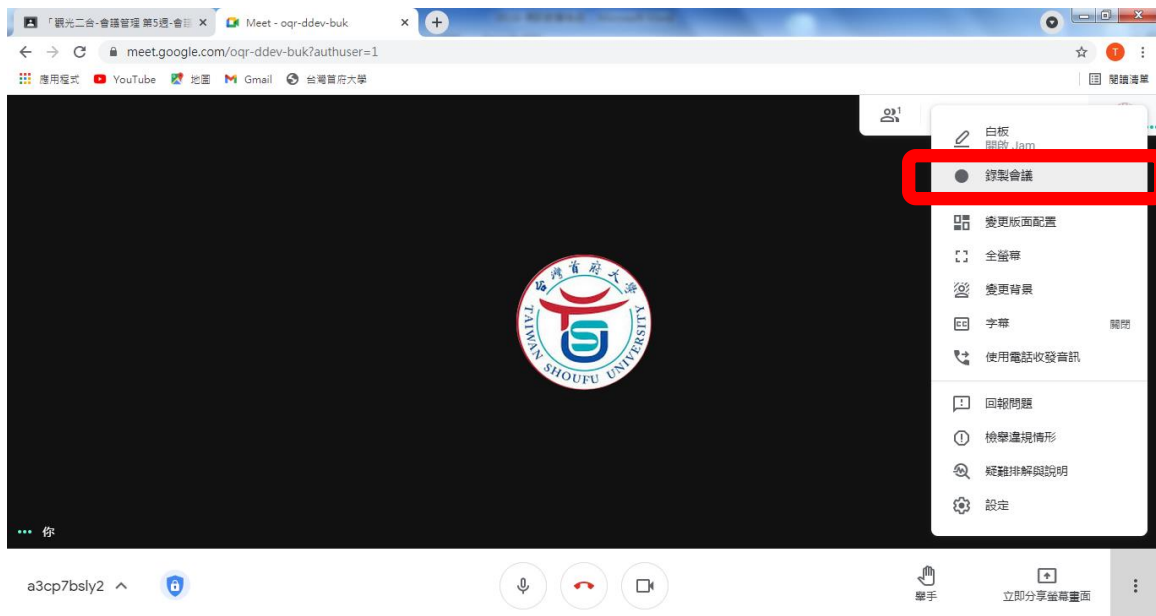 「觀光二合-會議管理 第5週-會
Meet - oqr-ddev-buk
meet.google.com/oqr-ddev-buk?authuser=1
T
應用程式 YouTube 地圖 Gmail 台灣首府大學 閱讀清單
1
白板
開啟 Jam
錄製會議
變更版面配置
全螢幕
變更背景
字幕 關閉
使用電話收發音訊
回報問題
檢舉違規情形
疑難排解與說明
設定
台灣首府大學
TAIWAN SHOUFU UNIVERSITY
你
a3cp7bsly2
舉手
立即分享螢幕畫面